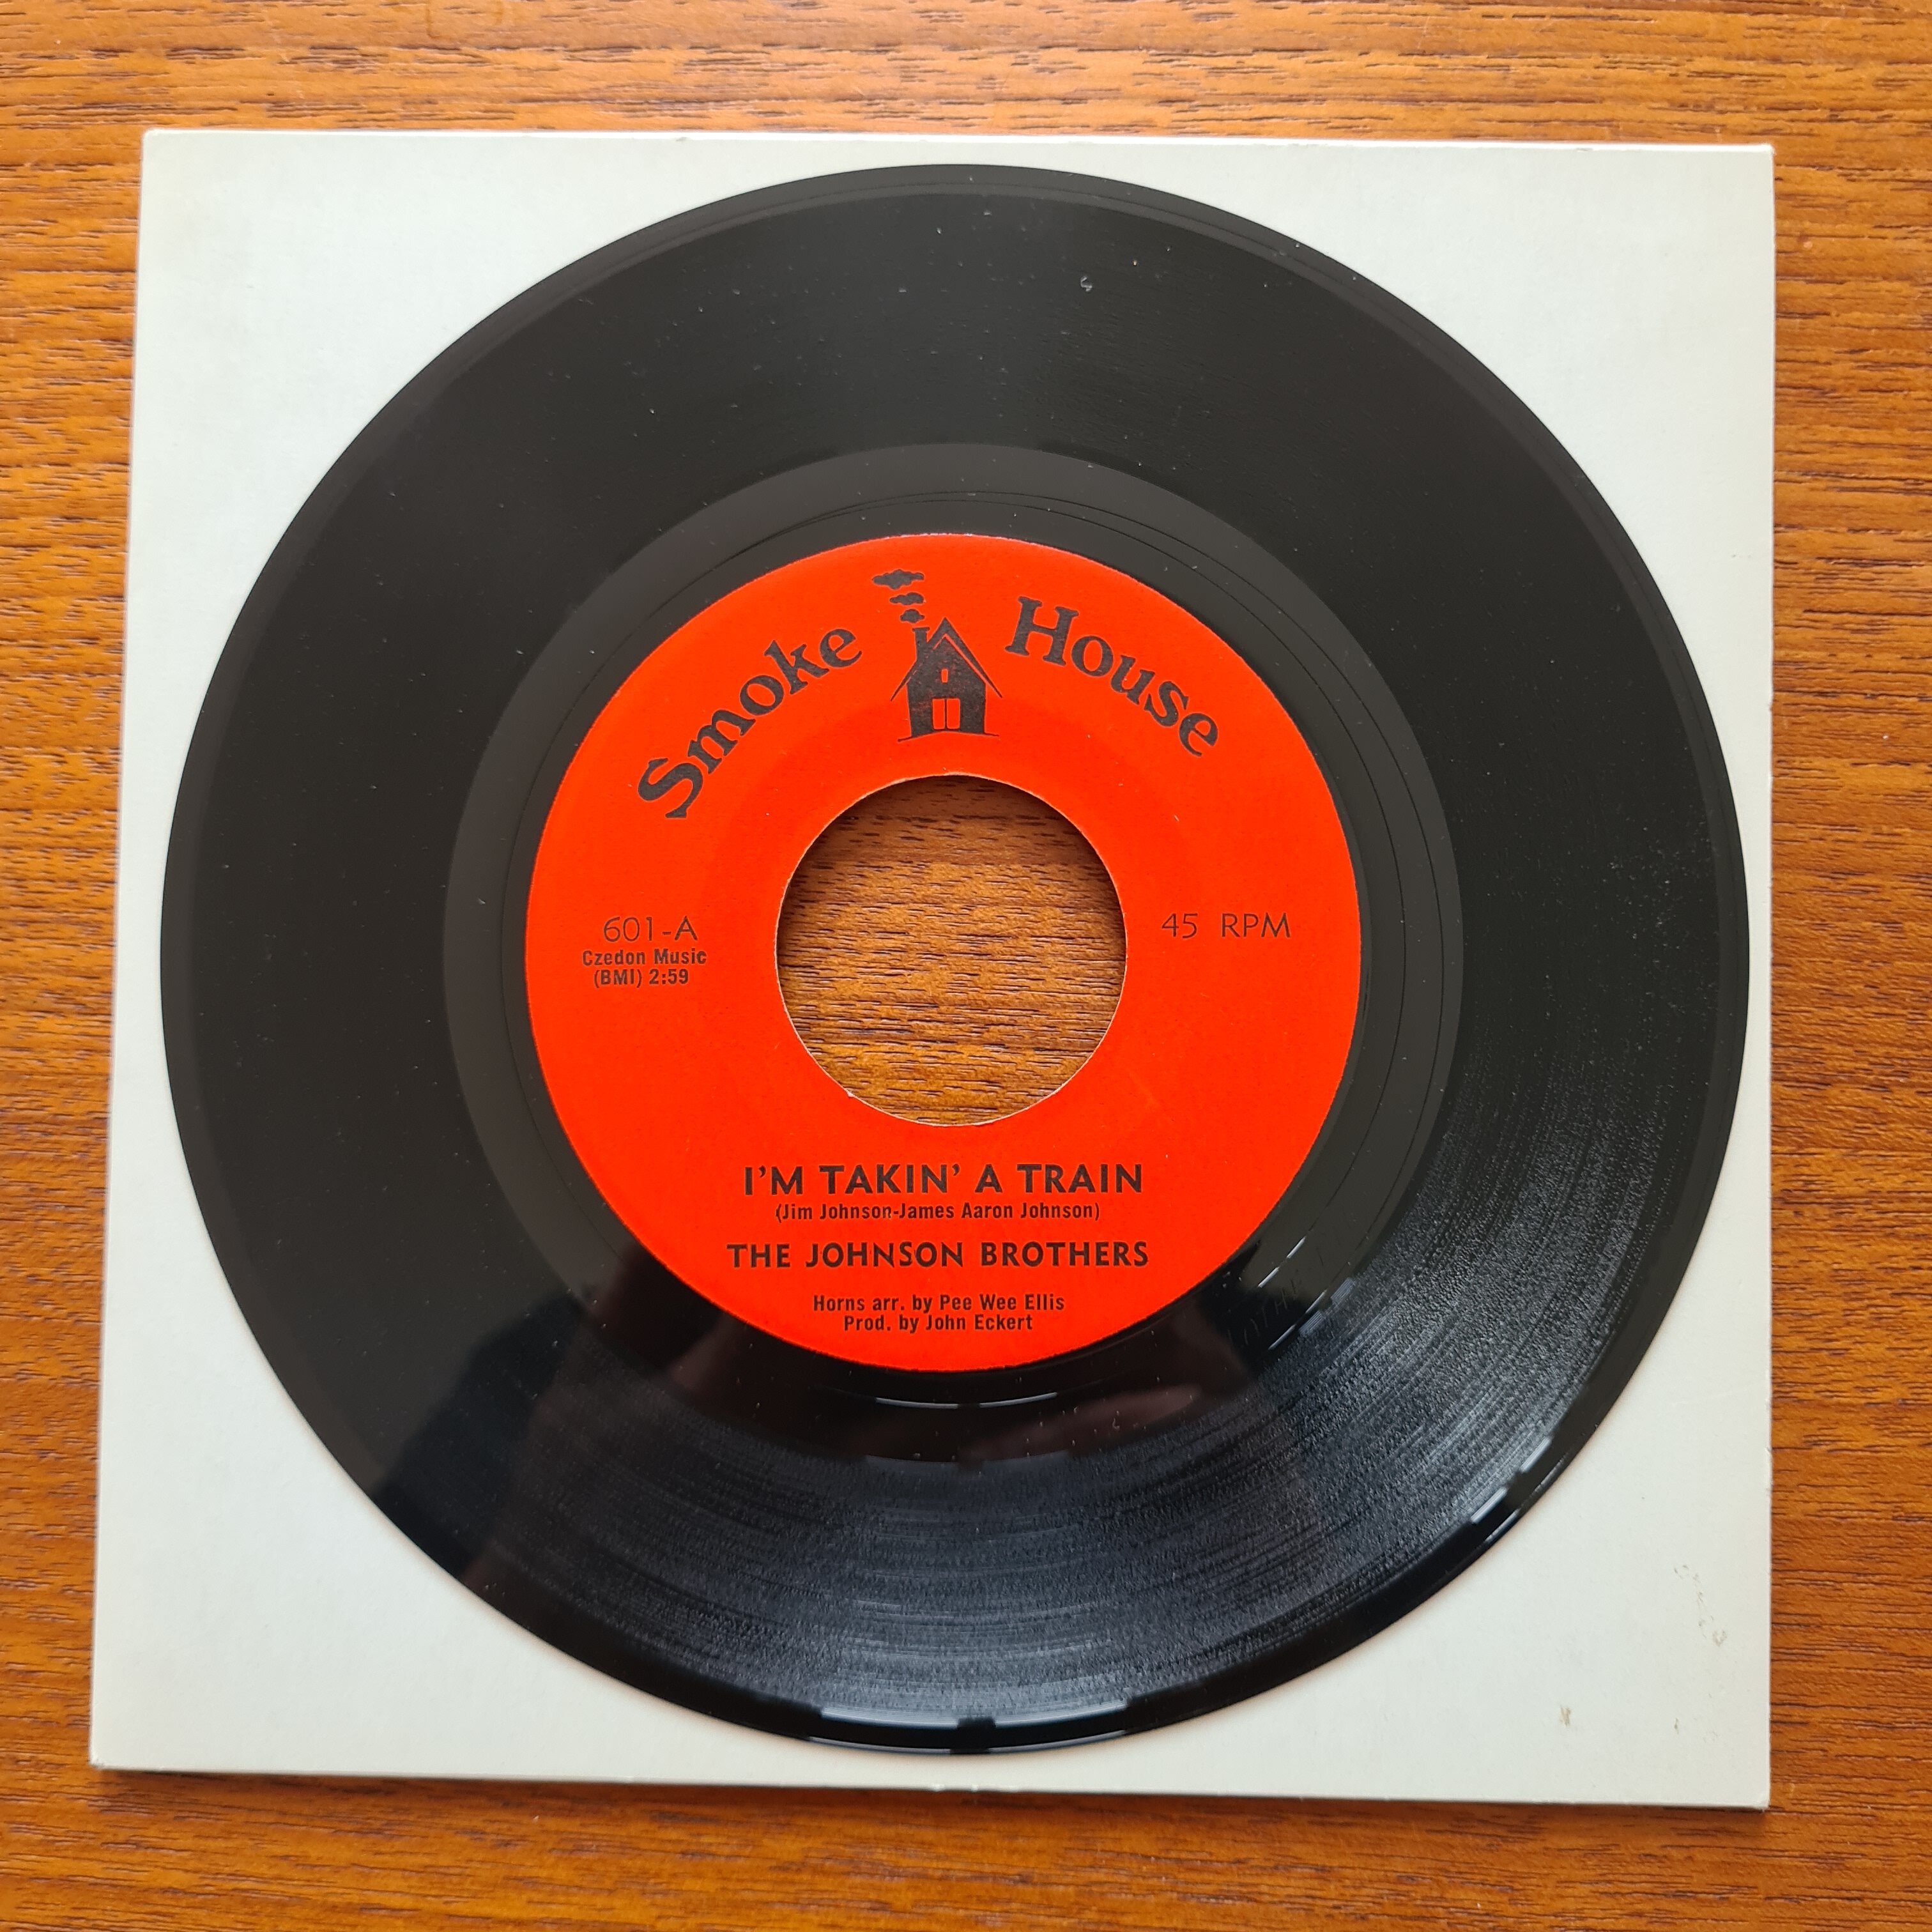 Smoke House
601-A
Czedon Music
(BMI) 2:59
45 RPM
I'M TAKIN' A TRAIN
(Jim Johnson-James Aaron Johnson)
THE JOHNSON BROTHERS
Horns arr. by Pee Wee Ellis
Prod. by John Eckert